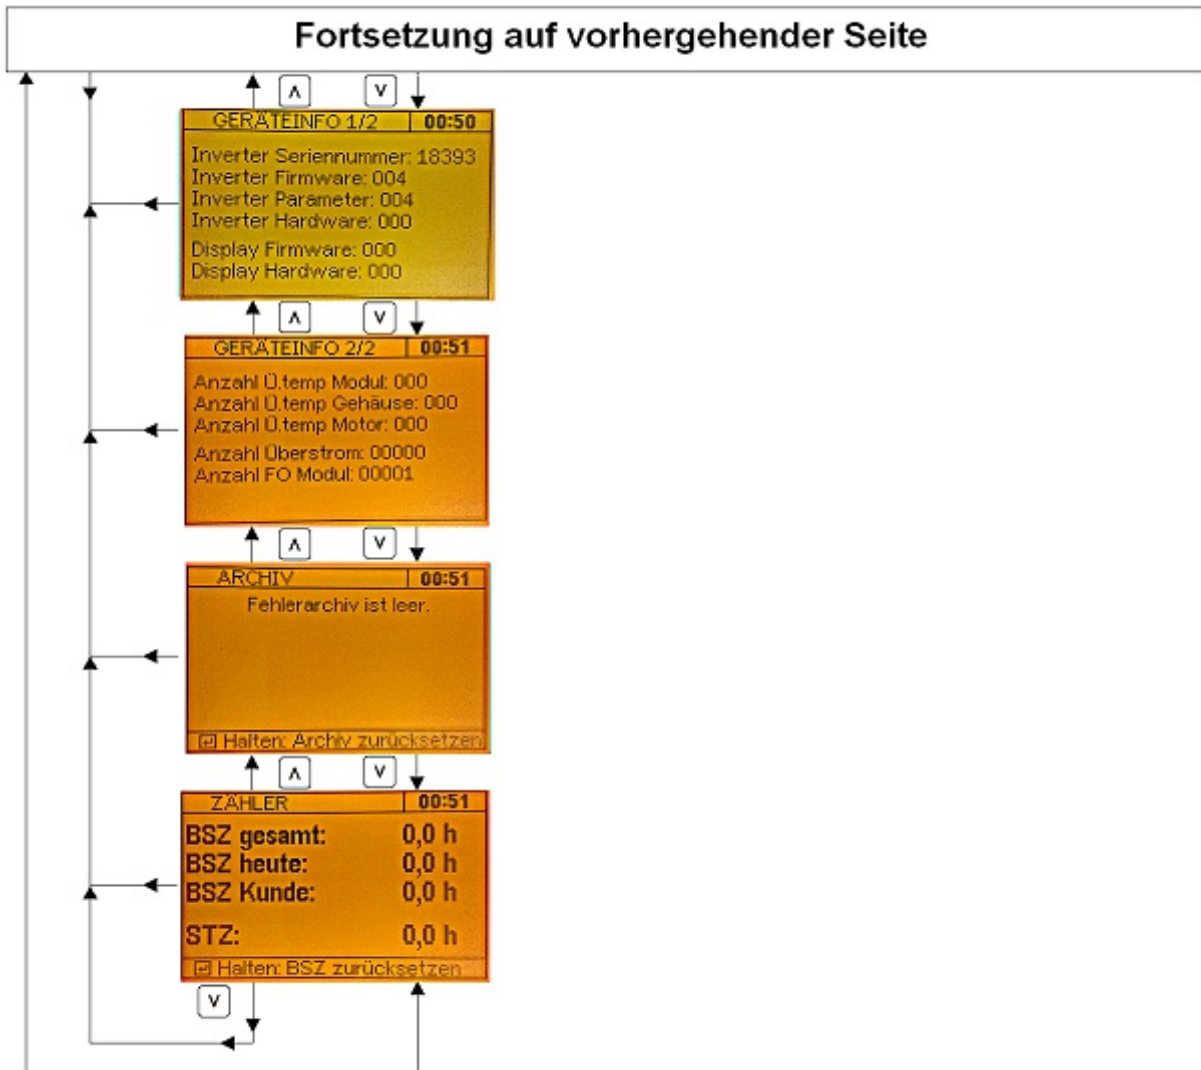 Fortsetzung auf vorhergehender Seite
∧ ∨
GERÄTEINFO 1/2 00:50
Inverter Seriennummer: 18393
Inverter Firmware: 004
Inverter Parameter: 004
Inverter Hardware: 000
Display Firmware: 000
Display Hardware: 000
∧ ∨
GERÄTEINFO 2/2 00:51
Anzahl Ü.temp Modul: 000
Anzahl Ü.temp Gehäuse: 000
Anzahl Ü.temp Motor: 000
Anzahl Überstrom: 00000
Anzahl FO Modul: 00001
∧ ∨
ARCHIV 00:51
Fehlerarchiv ist leer.
↵ Halten: Archiv zurücksetzen
∧ ∨
ZÄHLER 00:51
BSZ gesamt: 0,0 h
BSZ heute: 0,0 h
BSZ Kunde: 0,0 h
STZ: 0,0 h
↵ Halten: BSZ zurücksetzen
∨